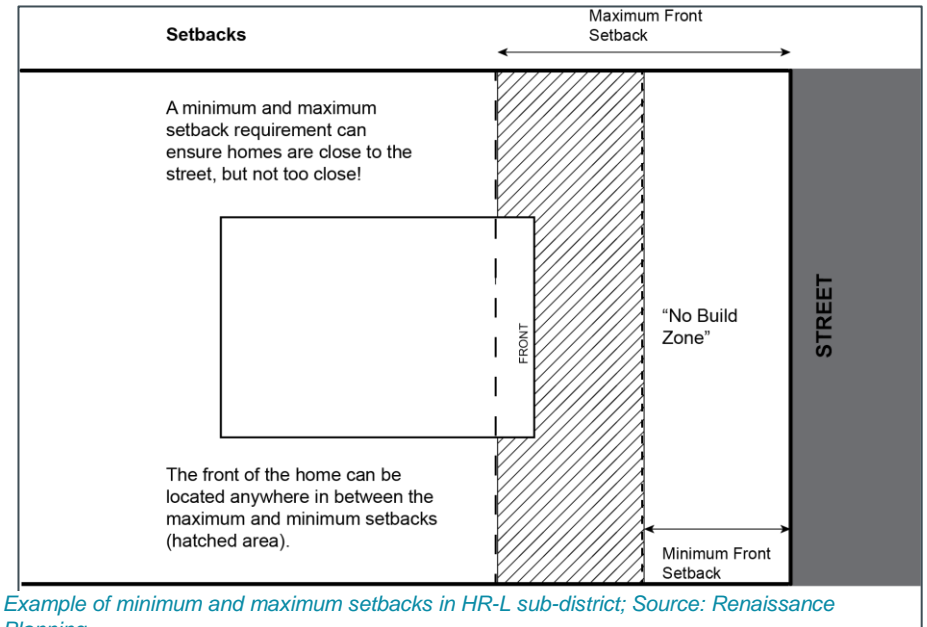 Setbacks
Maximum Front
Setback
A minimum and maximum
setback requirement can
ensure homes are close to the
street, but not too close!
FRONT
“No Build
Zone”
STREET
The front of the home can be
located anywhere in between the
maximum and minimum setbacks
(hatched area).
Minimum Front
Setback
Example of minimum and maximum setbacks in HR-L sub-district; Source: Renaissance
Planning